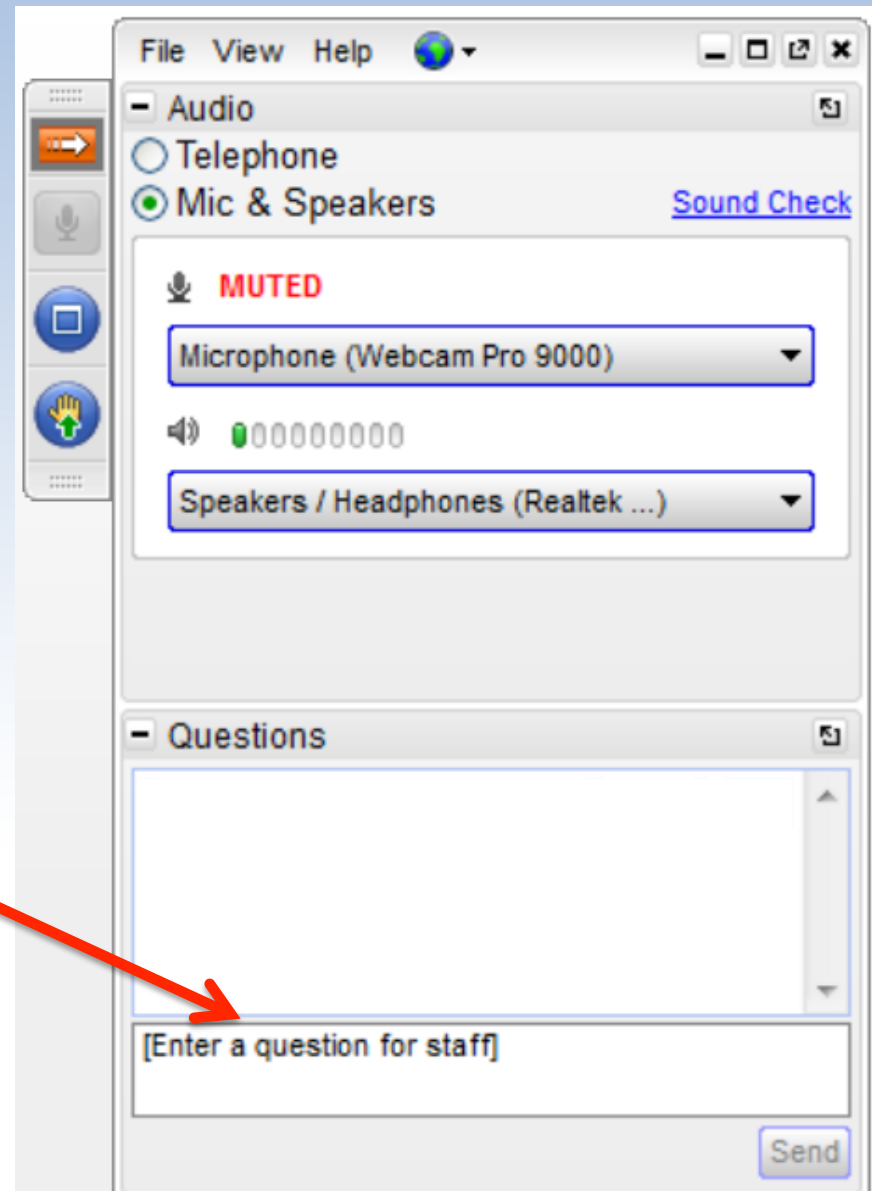 File View Help
Audio
Telephone
Mic & Speakers Sound Check
MUTED
Microphone (Webcam Pro 9000)
Speakers / Headphones (Realtek ...)
Questions
[Enter a question for staff]
Send